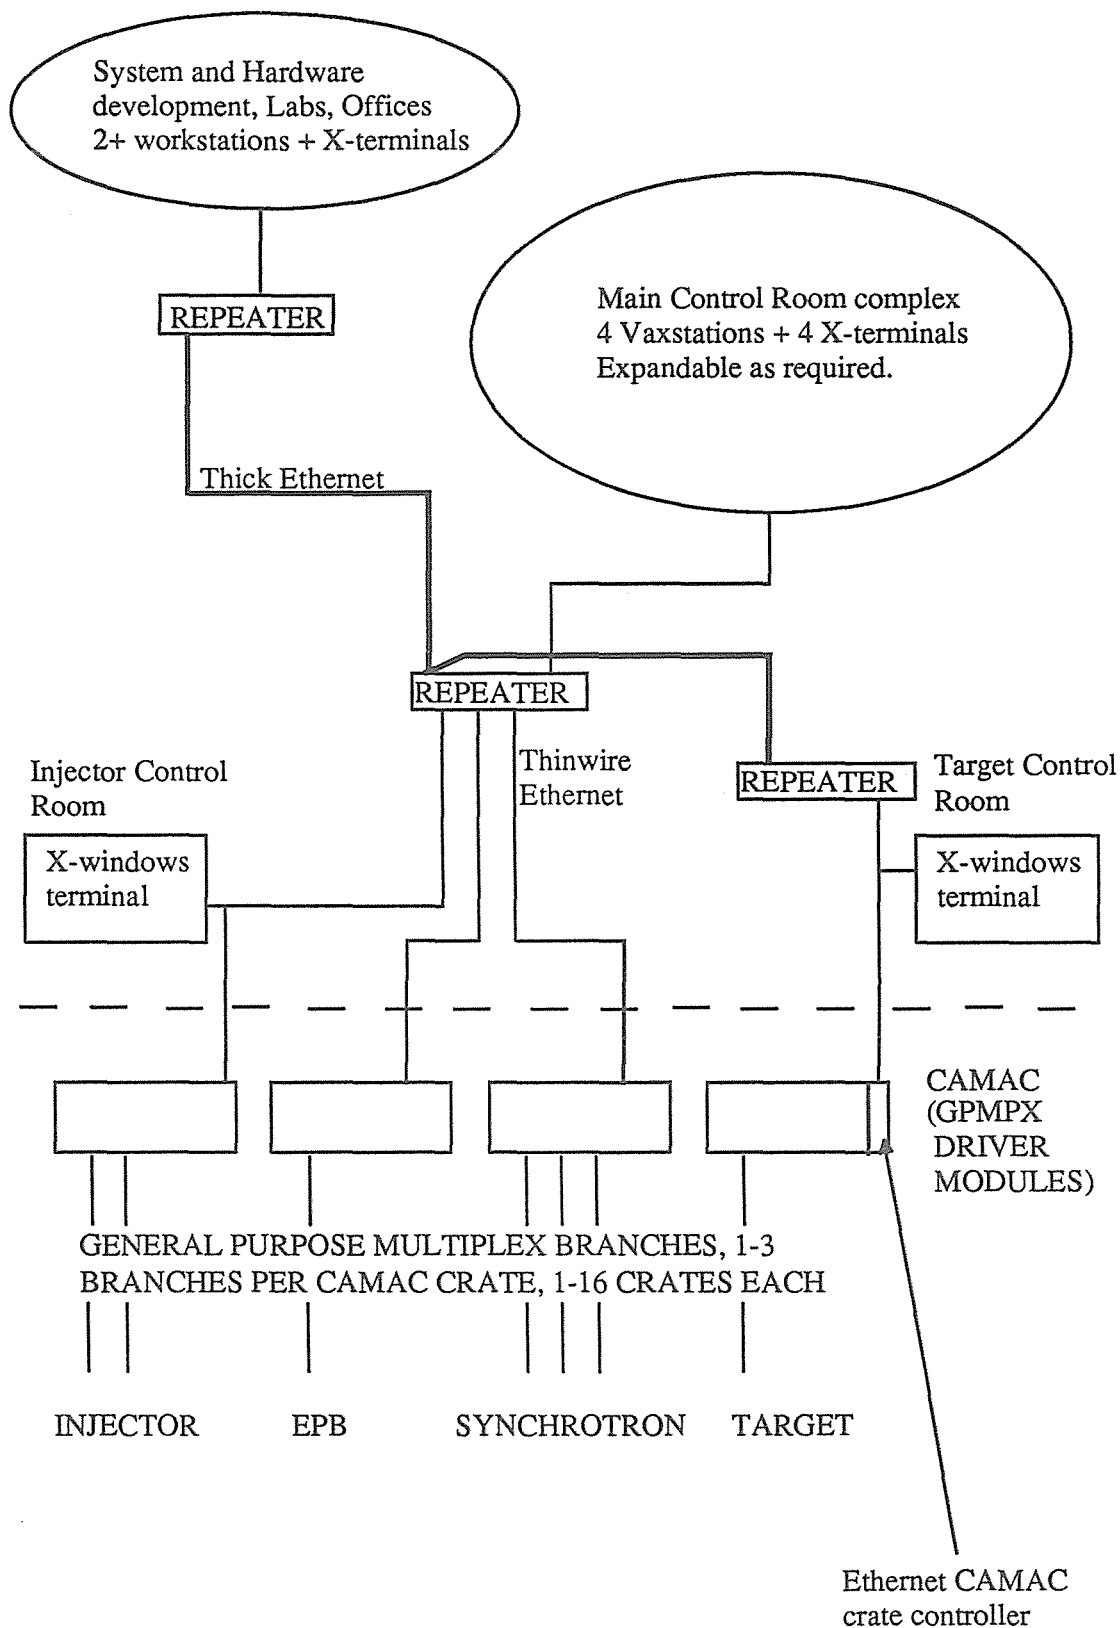 System and Hardware
development, Labs, Offices
2+ workstations + X-terminals
Main Control Room complex
4 Vaxstations + 4 X-terminals
Expandable as required.
REPEATER
Thick Ethernet
REPEATER
Thinwire
Ethernet
REPEATER
Injector Control
Room
X-windows
terminal
Target Control
Room
X-windows
terminal
CAMAC
(GPMPX
DRIVER
MODULES)
GENERAL PURPOSE MULTIPLEX BRANCHES, 1-3
BRANCHES PER CAMAC CRATE, 1-16 CRATES EACH
INJECTOR
EPB
SYNCHROTRON
TARGET
Ethernet CAMAC
crate controller